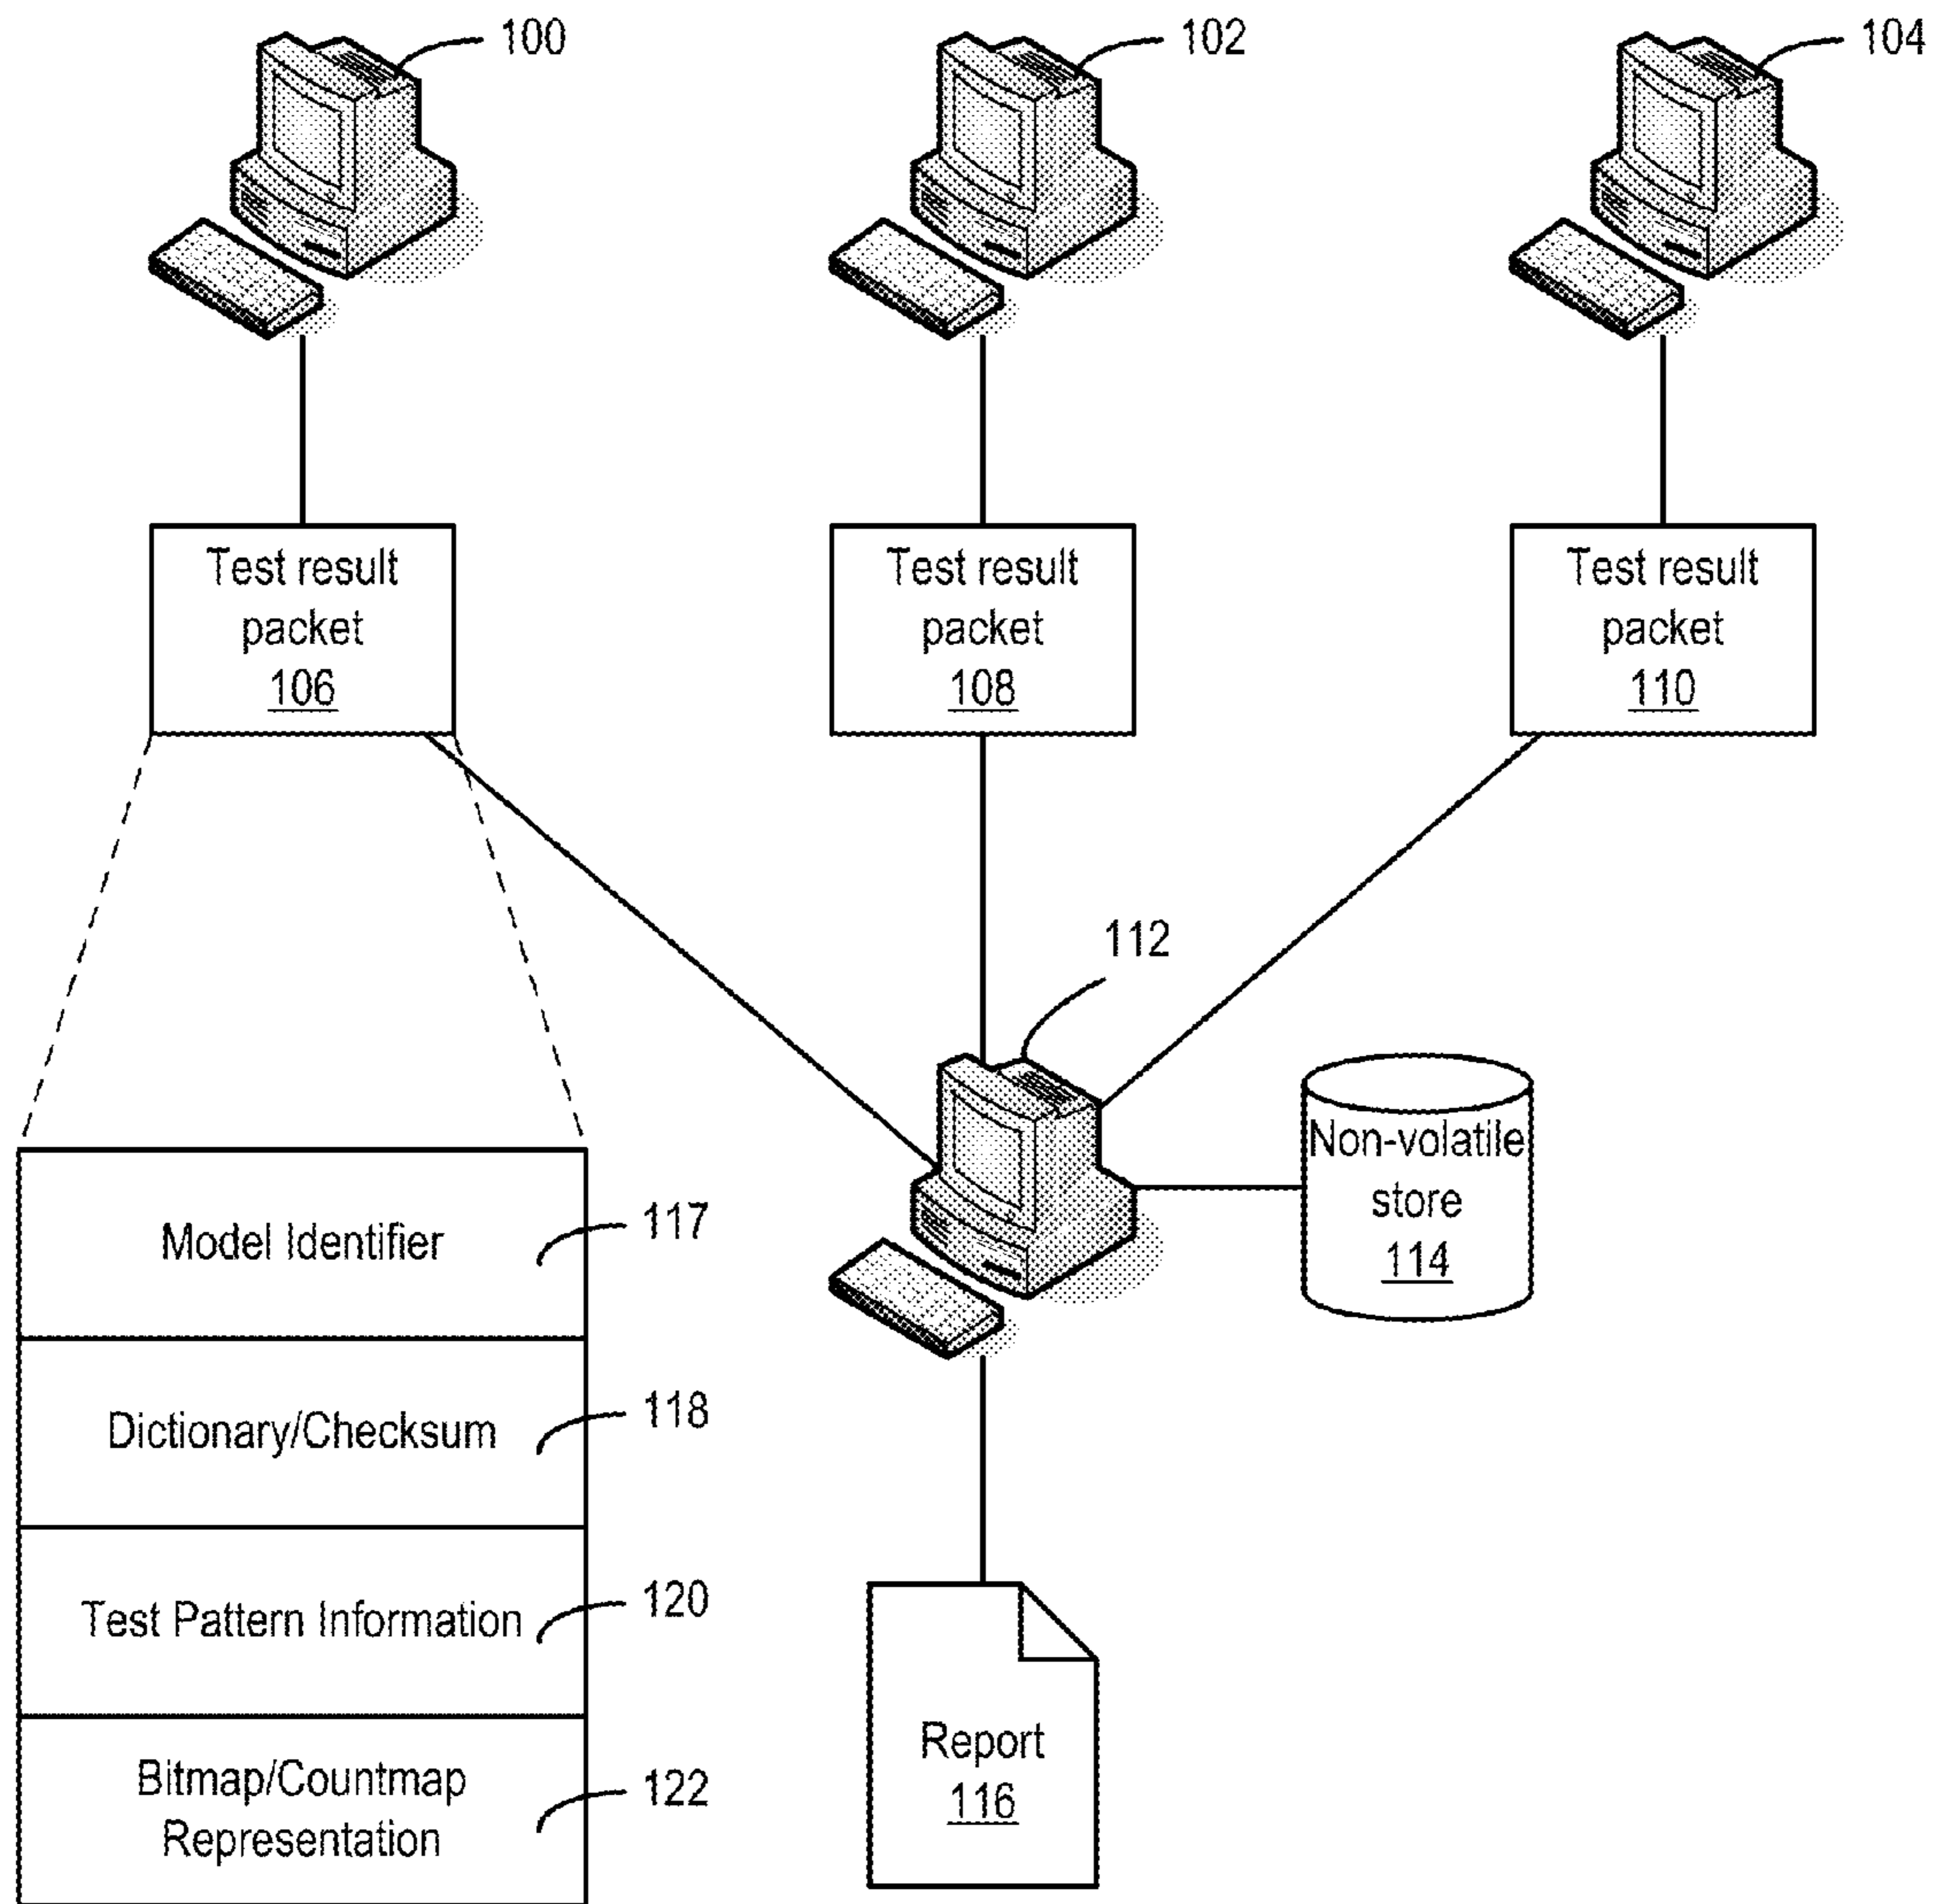 100
102
104
Test result
packet
106
Test result
packet
108
Test result
packet
110
112
Non-volatile
store
114
Model Identifier
117
Dictionary/Checksum
118
Test Pattern Information
120
Bitmap/Countmap
Representation
122
Report
116